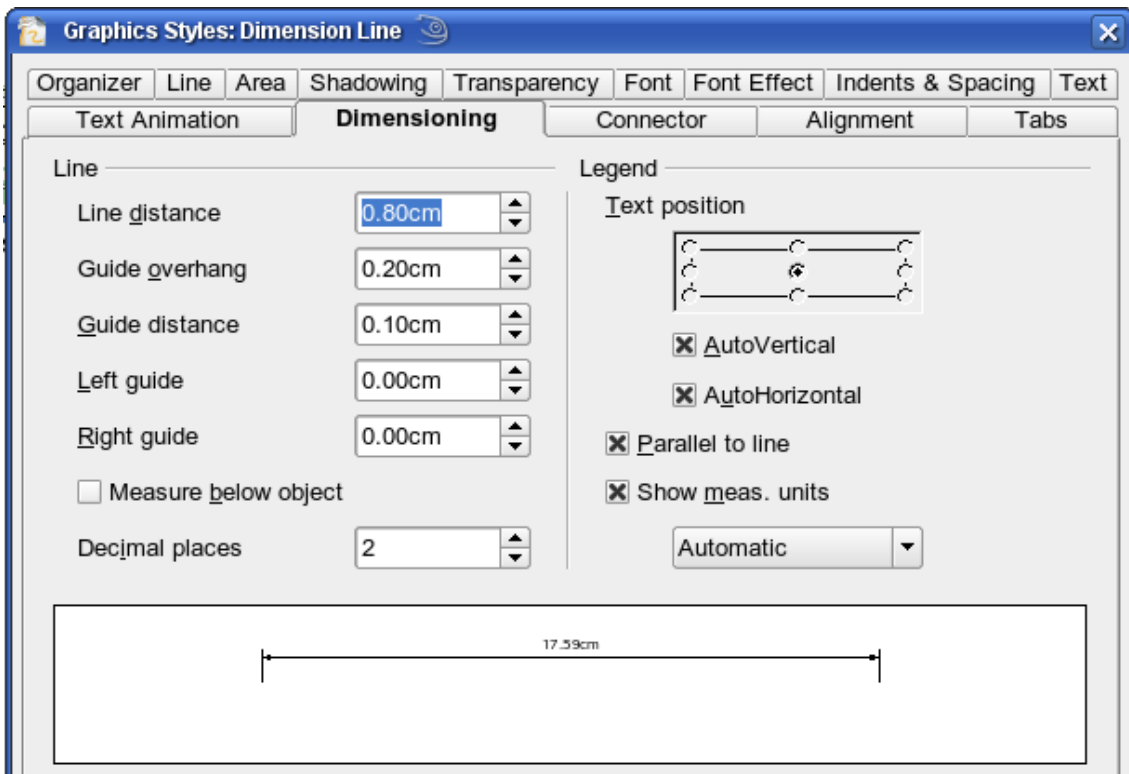 Graphics Styles: Dimension Line
Organizer Line Area Shadowing Transparency Font Font Effect Indents & Spacing Text
Text Animation Dimensioning Connector Alignment Tabs
Line
Line distance 0.80cm
Guide overhang 0.20cm
Guide distance 0.10cm
Left guide 0.00cm
Right guide 0.00cm
Measure below object
Decimal places 2
Legend
Text position
AutoVertical
AutoHorizontal
Parallel to line
Show meas. units
Automatic
17.59cm